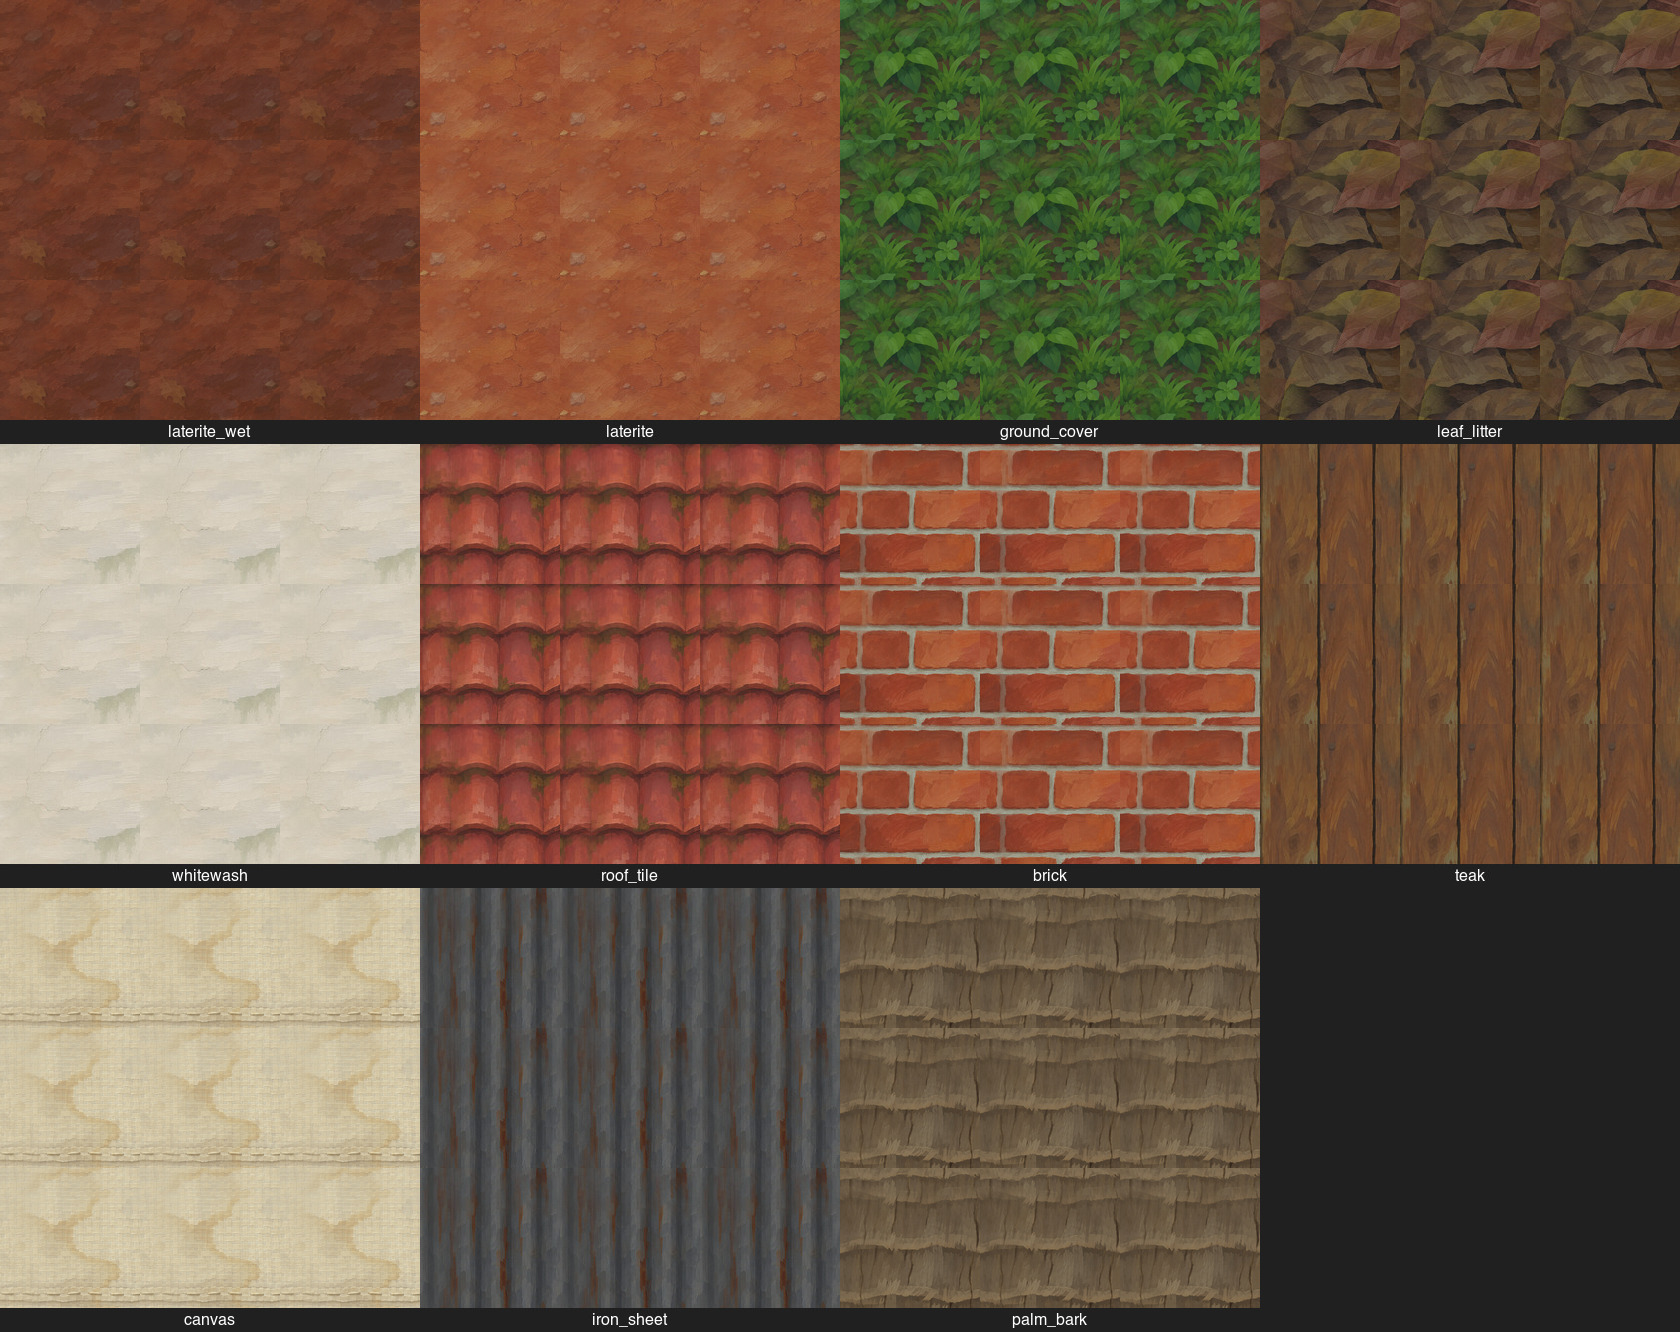 laterite_wet
laterite
ground_cover
leaf_litter
whitewash
roof_tile
brick
teak
canvas
iron_sheet
palm_bark